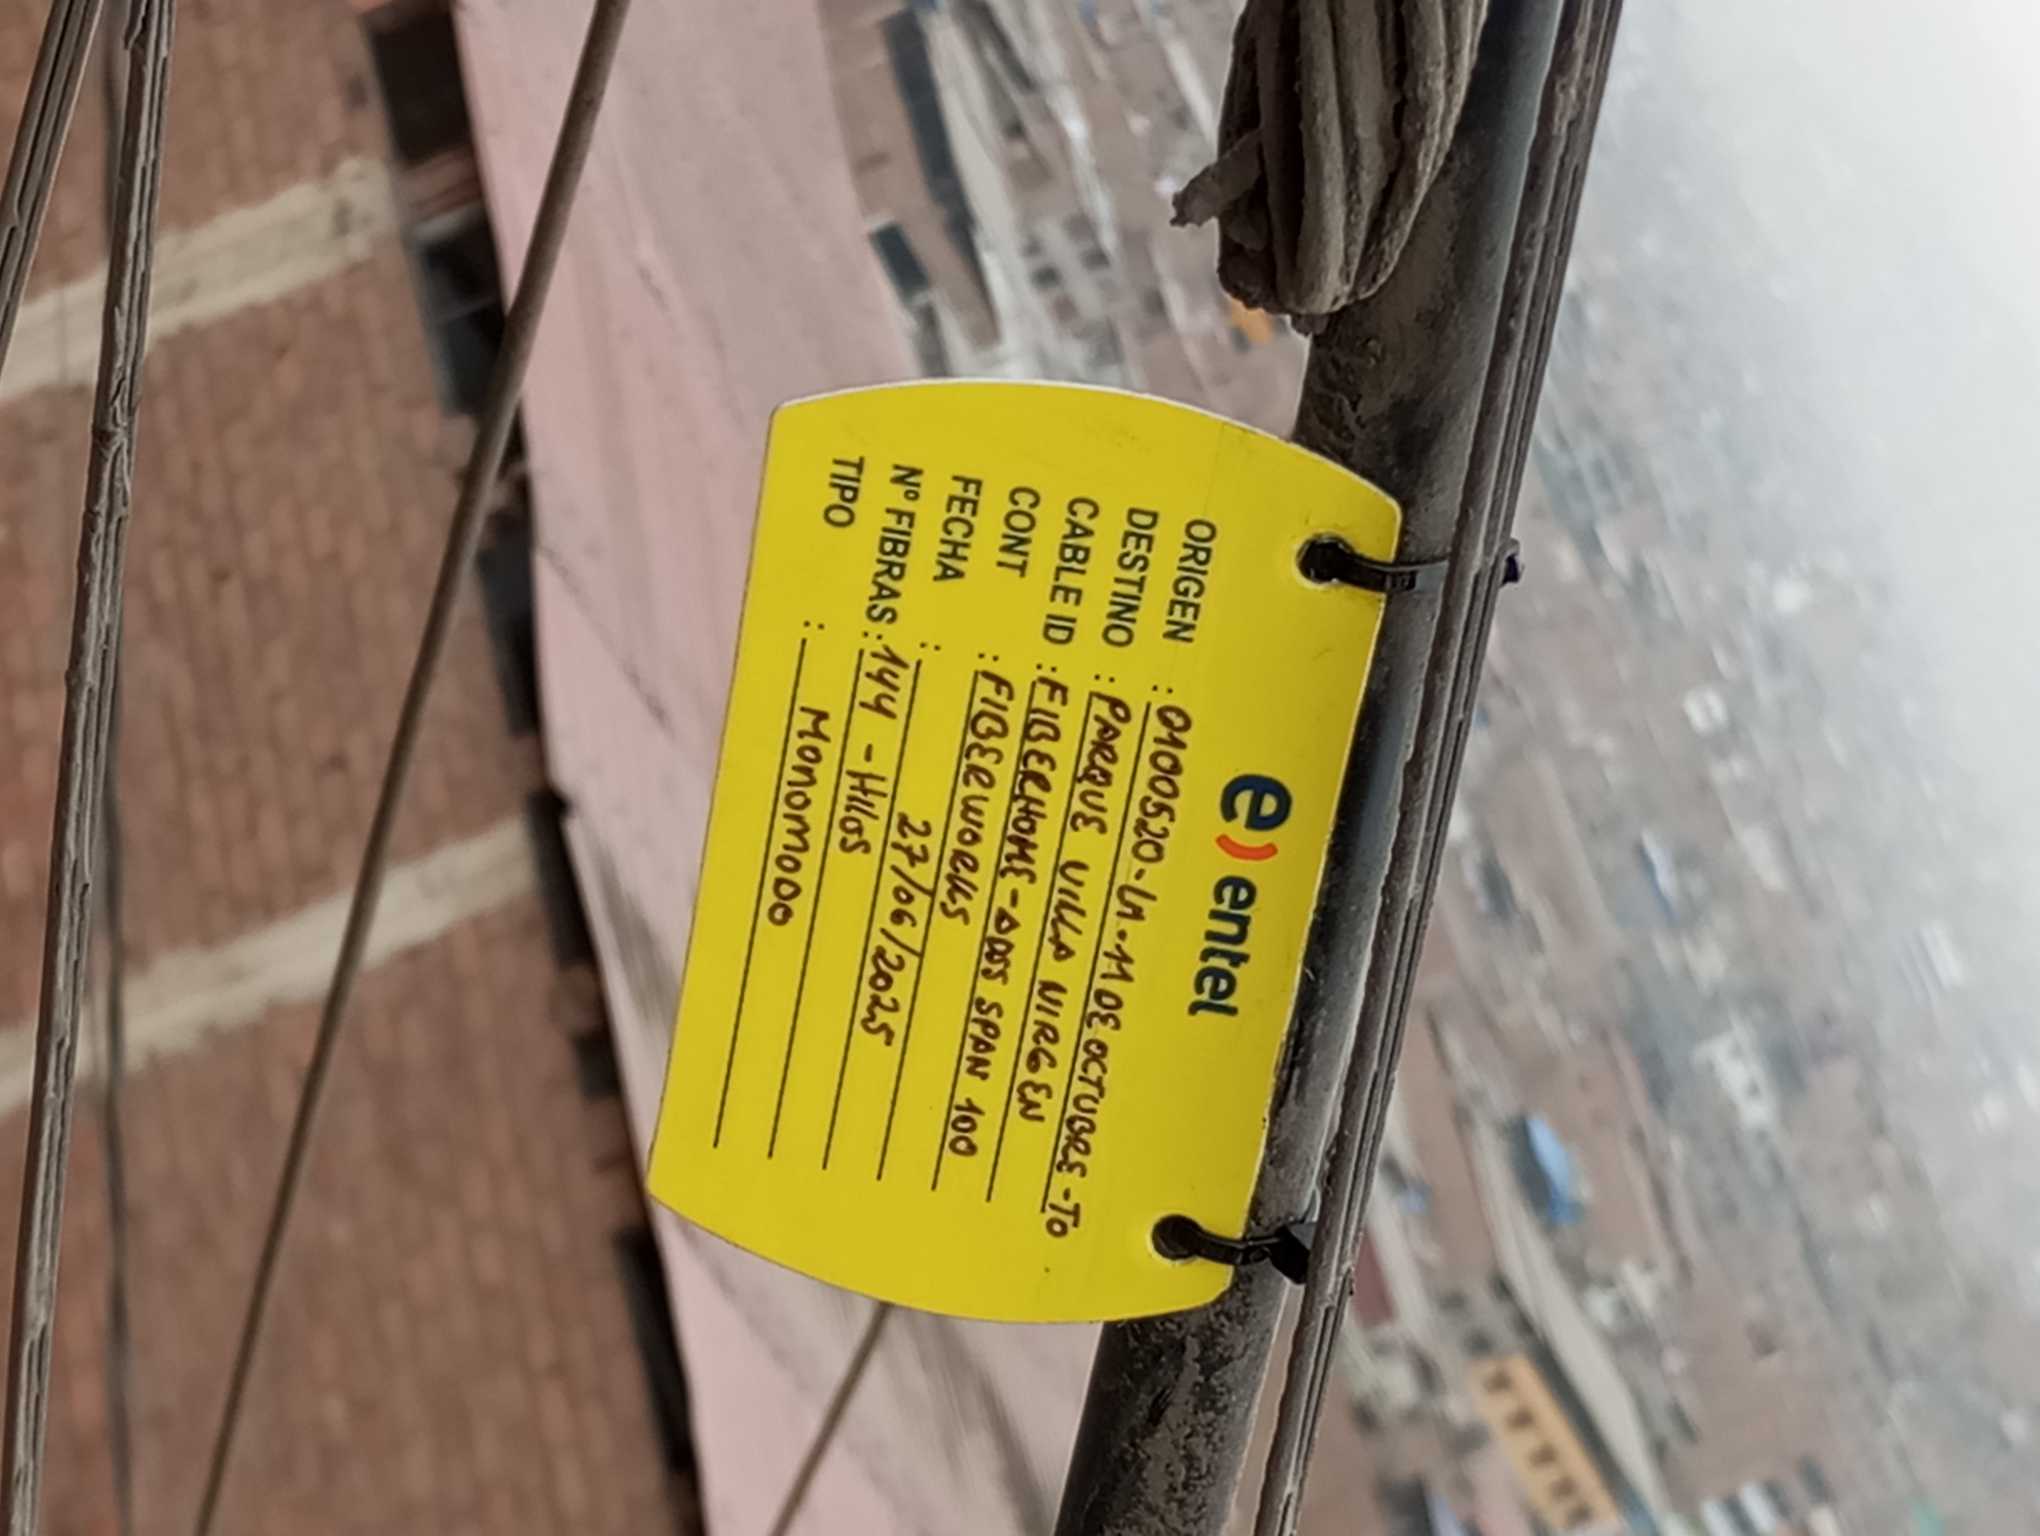 entel
ORIGEN : 0100520-LM-11 DE OCTUBRE-TO
DESTINO : PARQUE VILLA VIRGEN
CABLE ID : FIBERHOME-ADSS SPAN 100
CONT : FIBERWORKS
FECHA : 27/06/2025
Nº FIBRAS : 144 - HILOS
TIPO : MONOMODO